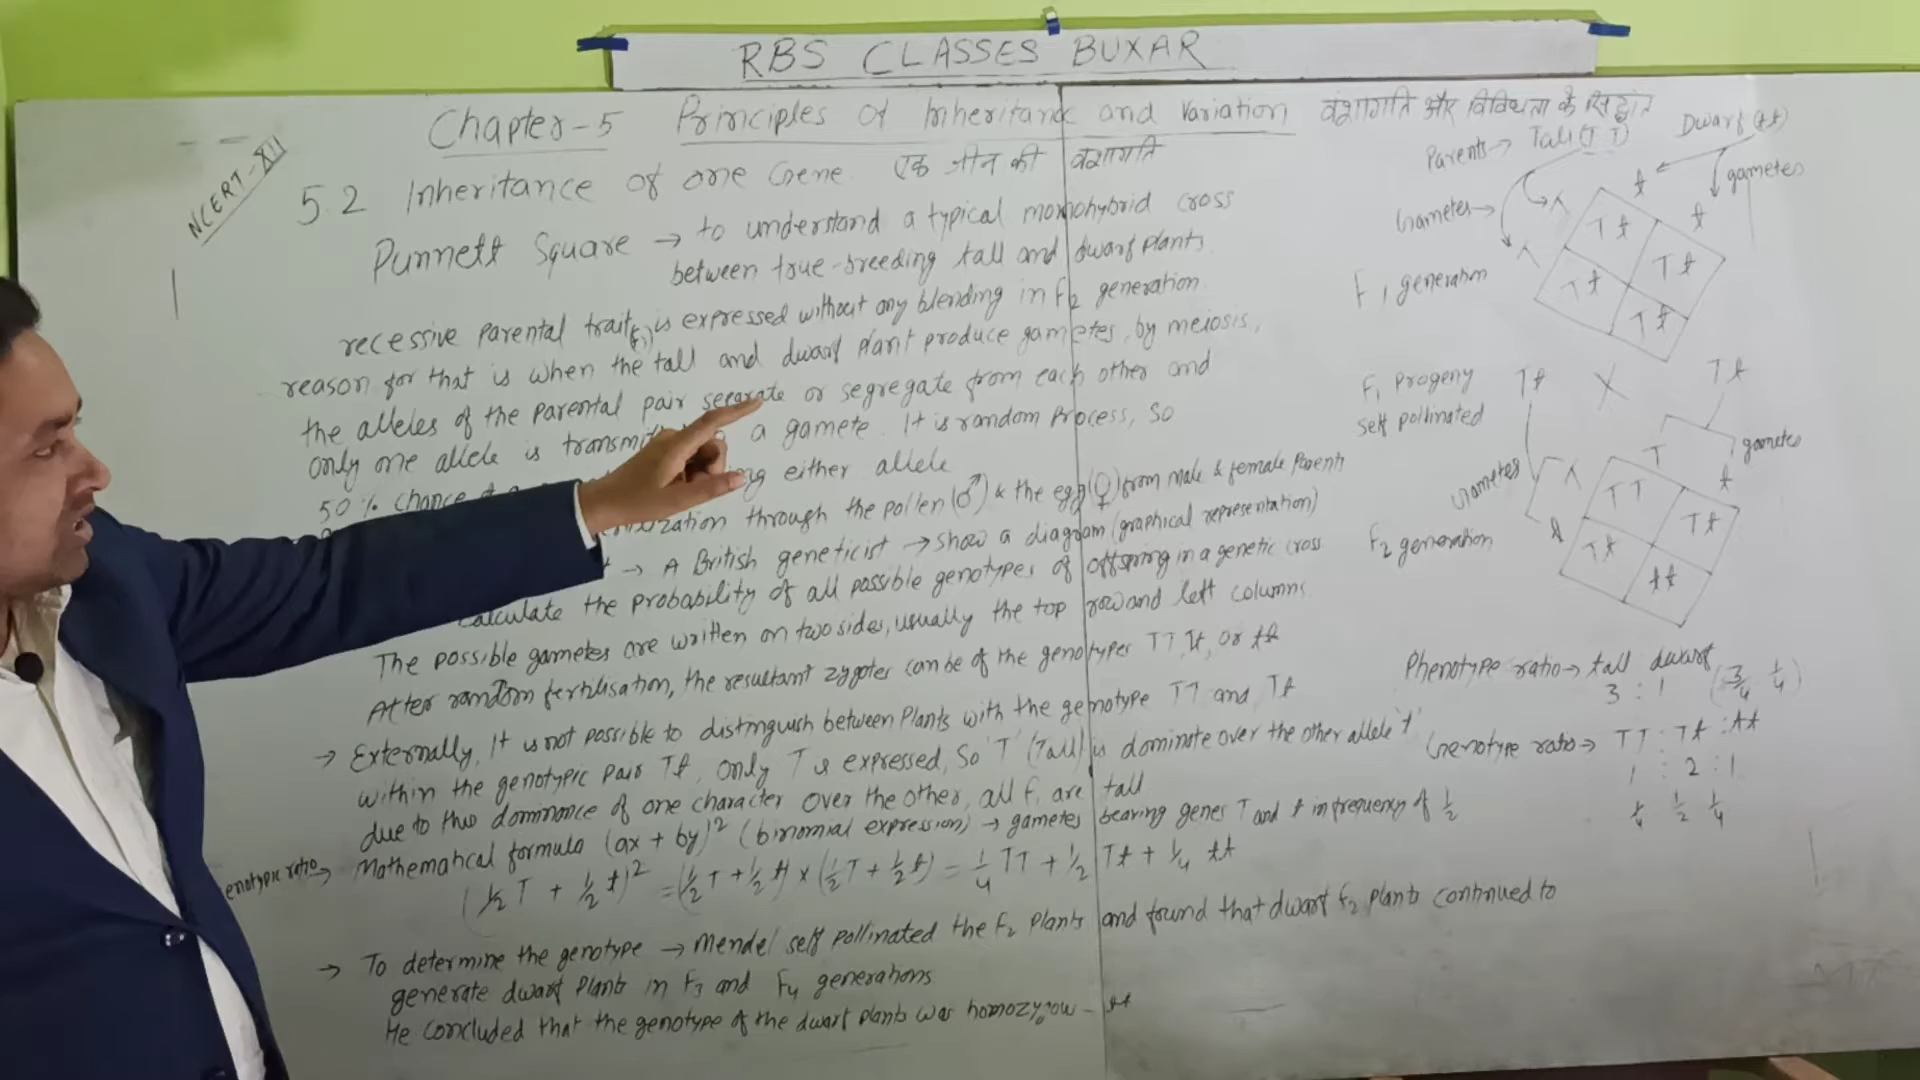 RBS CLASSES BUXAR
Chapter-5 Principles of Inheritance and Variation वंशागति और विविधता के सिद्धांत
NCERT-XII
5.2 Inheritance of one Gene एक जीन की वंशागति
Punnett Square → to understand a typical monohybrid cross
between true-breeding tall and dwarf plants.
recessive parental trait is expressed without any blending in F2 generation.
reason for that is when the tall and dwarf plant produce gametes, by meiosis,
the alleles of the parental pair separate or segregate from each other and
only one allele is a gamete. It is random process, so
50% chance either allele
through the pollen (♂) & the egg (♀) from male & female parents
→ A British geneticist → show a diagram (graphical representation)
calculate the probability of all possible genotypes of offspring in a genetic cross
The possible gametes are written on two sides, usually the top row and left columns
After random fertilisation, the resultant zygotes can be of the genotypes TT, Tt, or tt
→ Externally, It is not possible to distinguish between plants with the genotype TT and Tt
within the genotypic pair Tt, only T is expressed, so 'T' (Tall) is dominate over the other allele 't'
due to this dominance of one character over the other, all F1 are tall
enotypic ratio → Mathematical formula (ax + by)² (binomial expression) → gametes bearing genes T and t in frequency of ½
(½ T + ½ t)² = (½ T + ½ t) × (½ T + ½ t) = ¼ TT + ½ Tt + ¼ tt
→ To determine the genotype → Mendel self pollinated the F2 plants and found that dwarf F2 plants continued to
generate dwarf plants in F3 and F4 generations
He concluded that the genotype of the dwarf plants was homozygous - tt
Parents → Tall (TT) Dwarf (tt)
t gametes
Gametes → T t
Tt
T Tt
F1 generation Tt
Tt
F1 progeny Tt X Tt
self pollinated
T gametes
Gametes T t
TT
Tt
F2 generation t Tt
tt
Phenotype ratio → tall dwarf
3 : 1 (3/4 1/4)
Genotype ratio → TT : Tt : tt
1 : 2 : 1
¼ ½ ¼